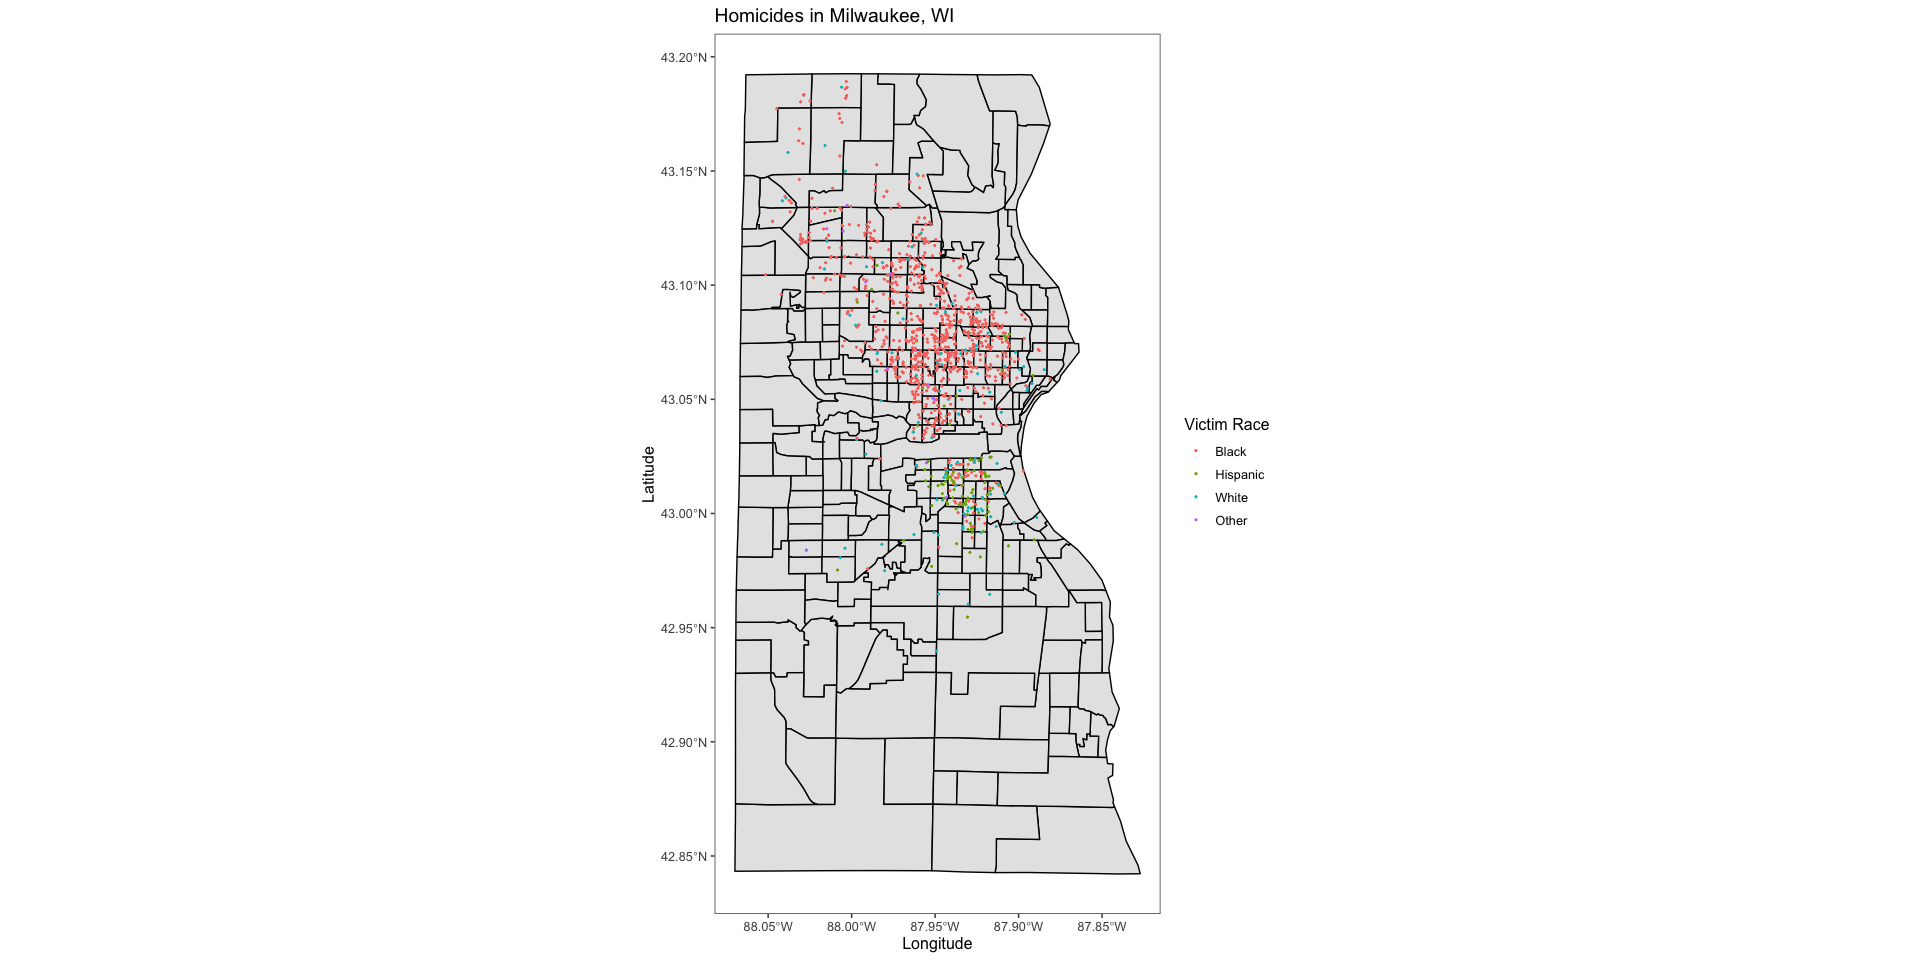 Homicides in Milwaukee, WI
43.20°N
43.15°N
43.10°N
43.05°N
43.00°N
42.95°N
42.90°N
42.85°N
Latitude
88.05°W 88.00°W 87.95°W 87.90°W 87.85°W
Longitude
Victim Race
Black
Hispanic
White
Other